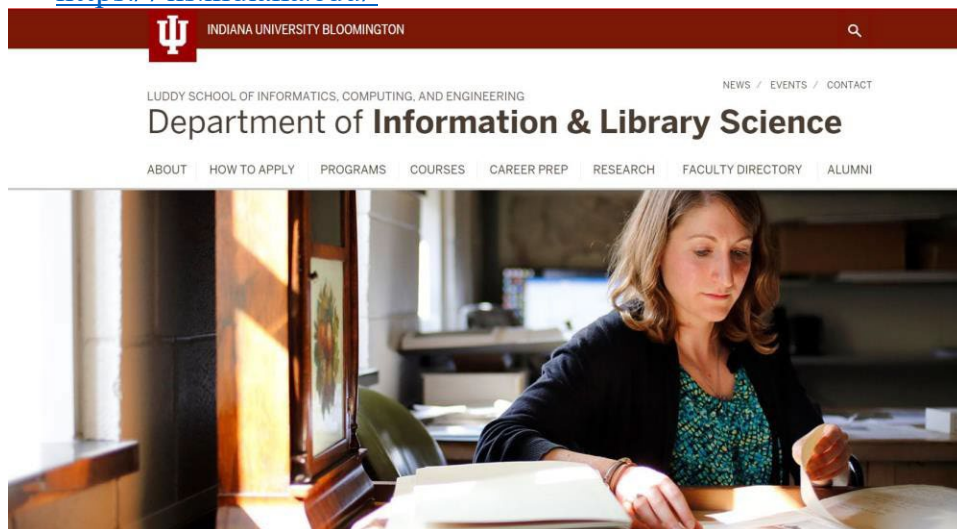 INDIANA UNIVERSITY BLOOMINGTON
NEWS / EVENTS / CONTACT
LUDDY SCHOOL OF INFORMATICS, COMPUTING, AND ENGINEERING
Department of Information & Library Science
ABOUT HOW TO APPLY PROGRAMS COURSES CAREER PREP RESEARCH FACULTY DIRECTORY ALUMNI